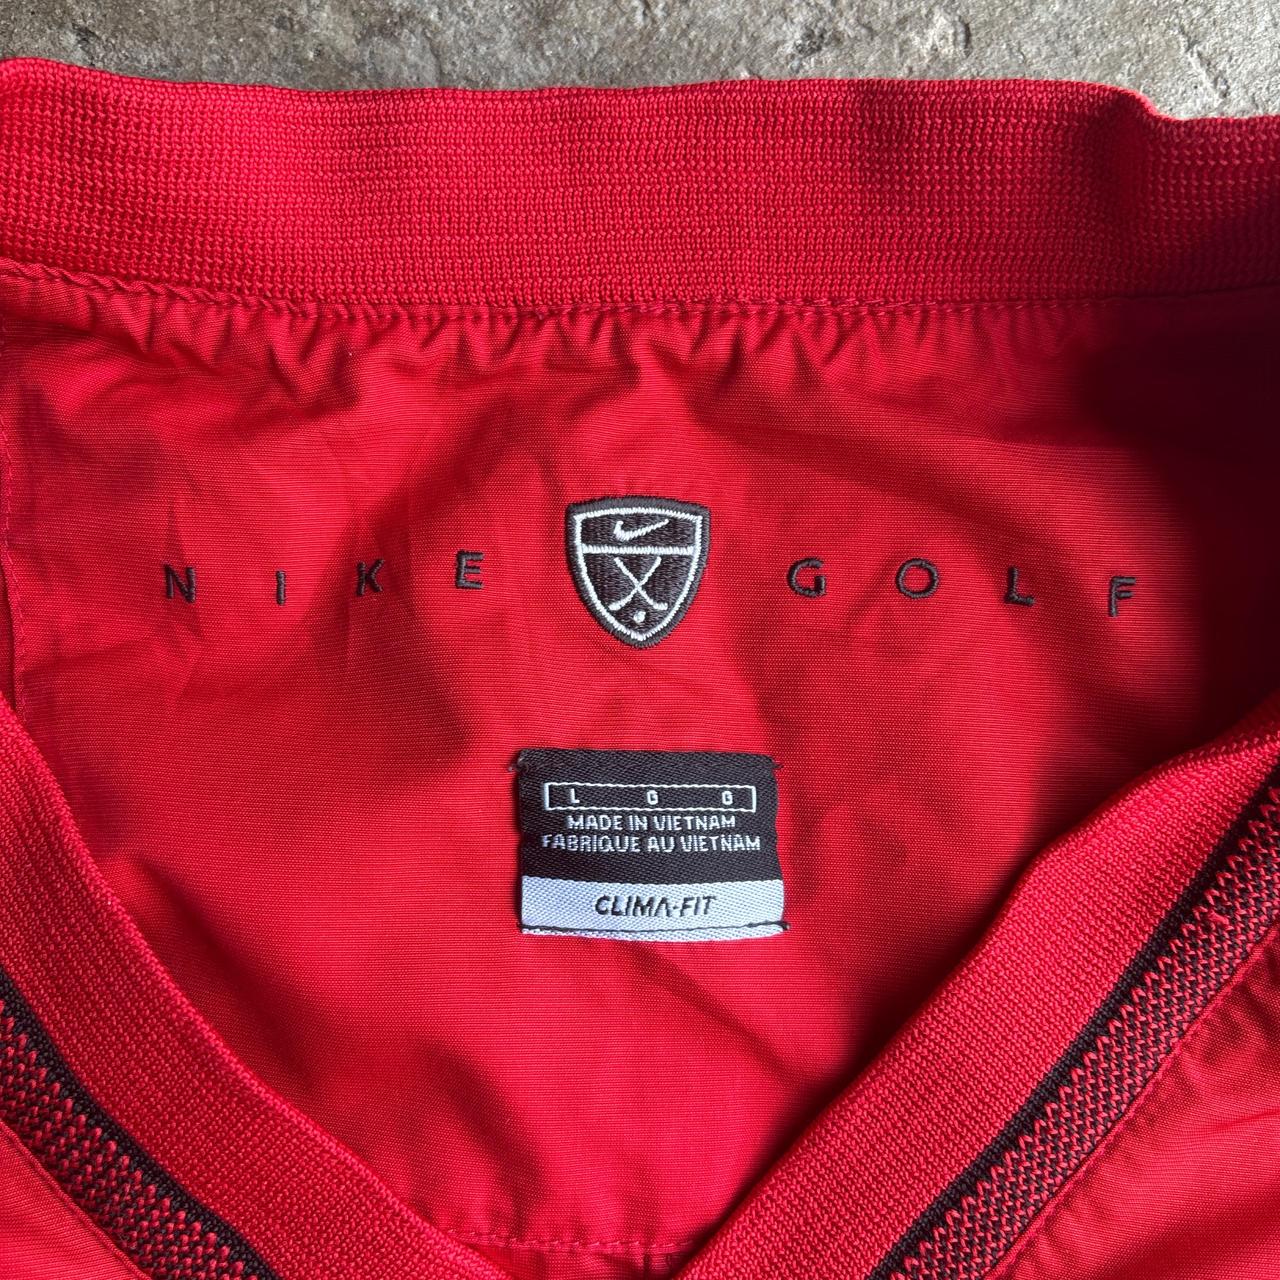 NIKE GOLF
L G G
MADE IN VIETNAM
FABRIQUE AU VIETNAM
CLIMA-FIT